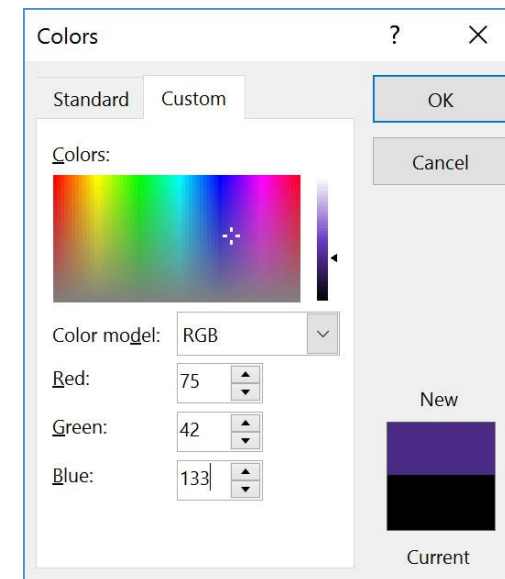 Colors ? ✕
Standard Custom OK
Colors: Cancel
Color model: RGB
Red: 75
Green: 42
Blue: 133
New
Current